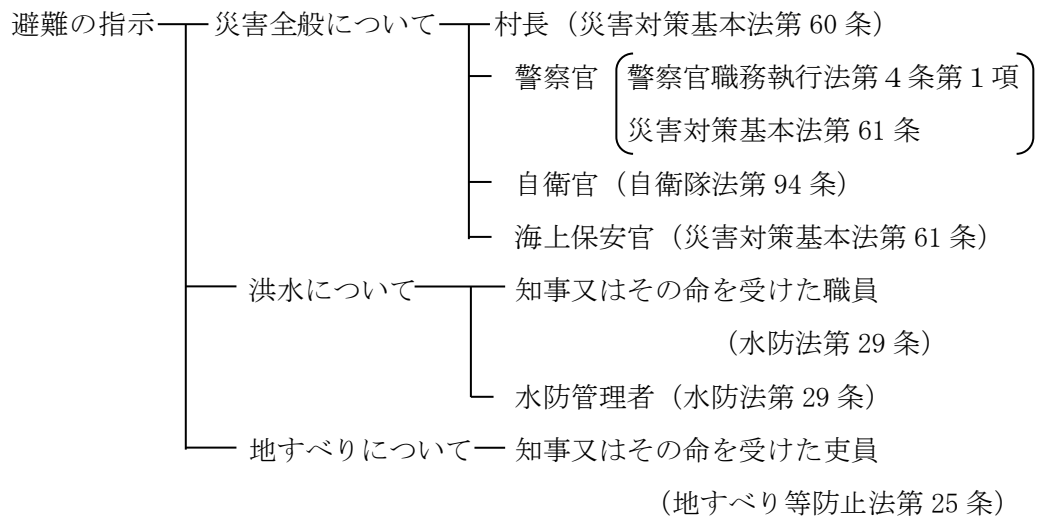 避難の指示 災害全般について 村長（災害対策基本法第 60 条）
警察官 警察官職務執行法第４条第１項
災害対策基本法第 61 条
自衛官（自衛隊法第 94 条）
海上保安官（災害対策基本法第 61 条）
洪水について 知事又はその命を受けた職員
（水防法第 29 条）
水防管理者（水防法第 29 条）
地すべりについて 知事又はその命を受けた吏員
（地すべり等防止法第 25 条）